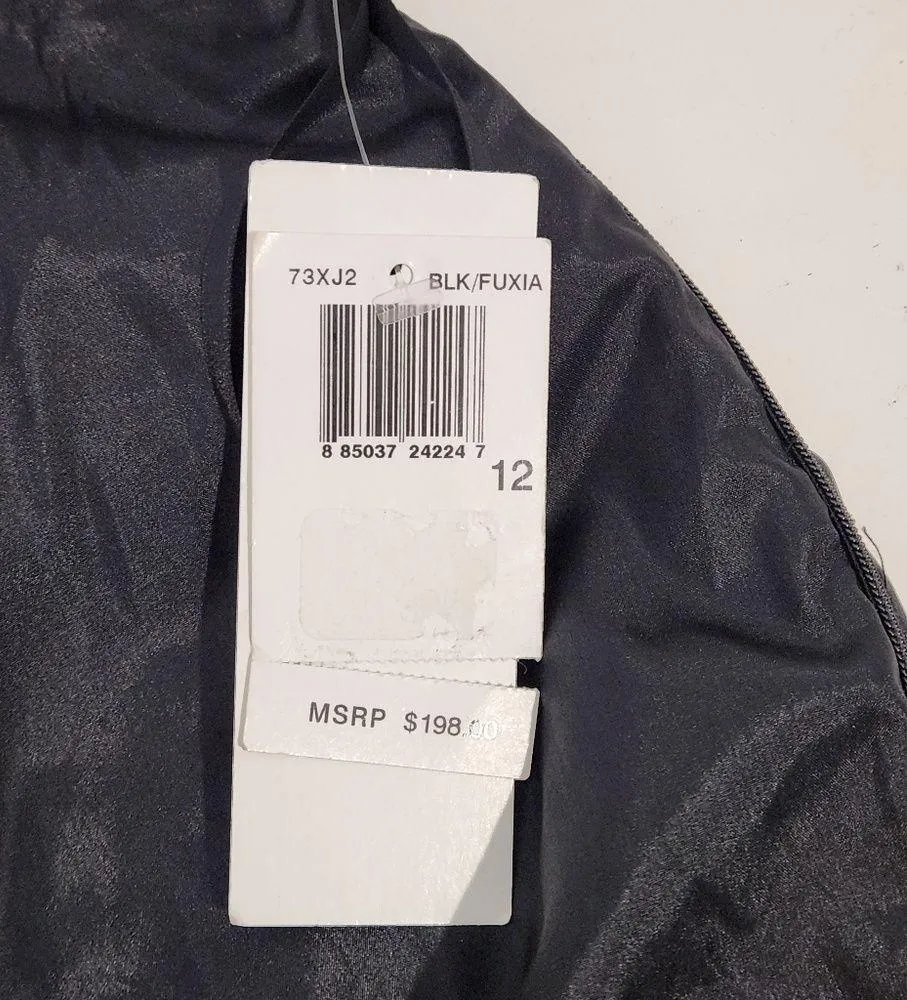 73XJ2 BLK/FUXIA
8 85037 24224 7
12
MSRP $198.00